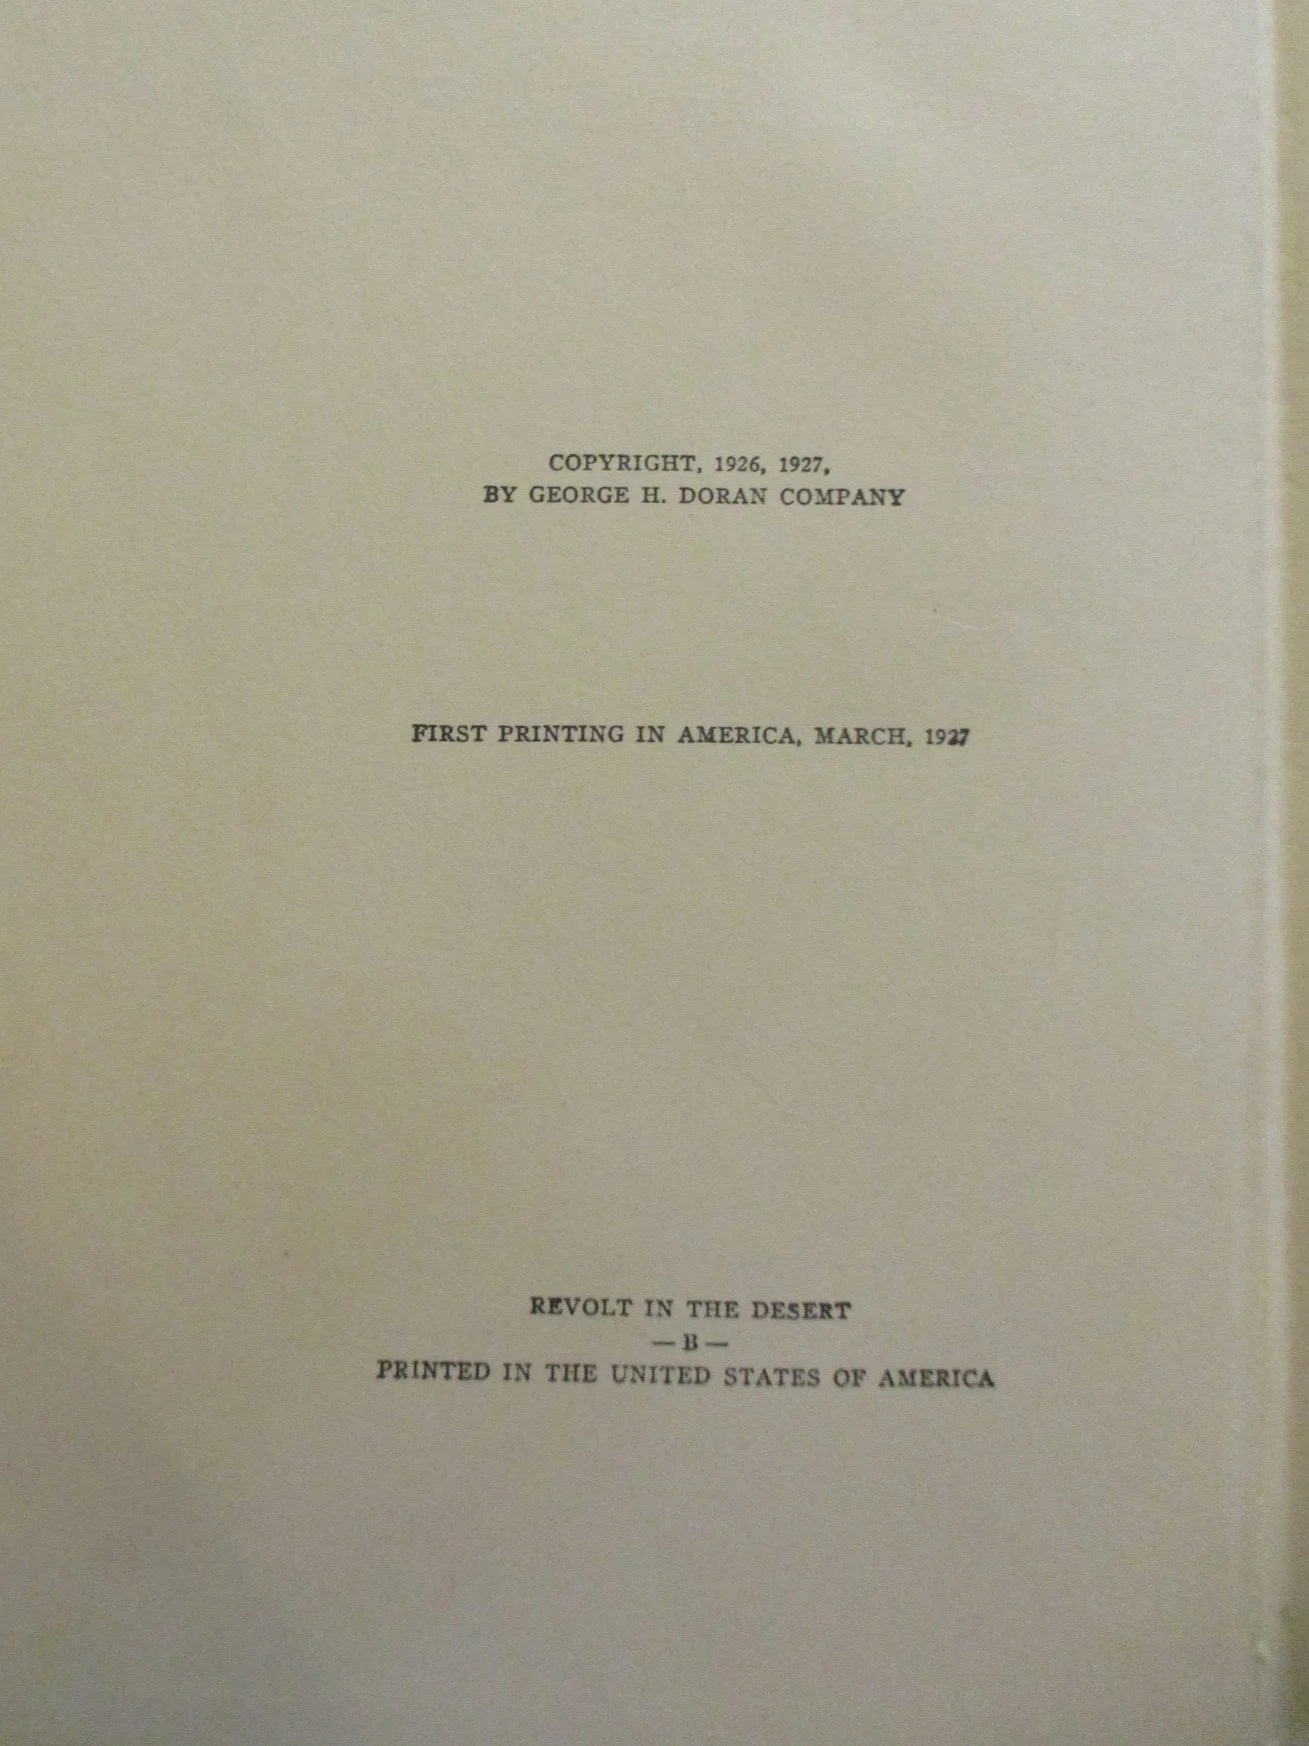 COPYRIGHT, 1926, 1927,
BY GEORGE H. DORAN COMPANY
FIRST PRINTING IN AMERICA, MARCH, 1927
REVOLT IN THE DESERT
— B —
PRINTED IN THE UNITED STATES OF AMERICA